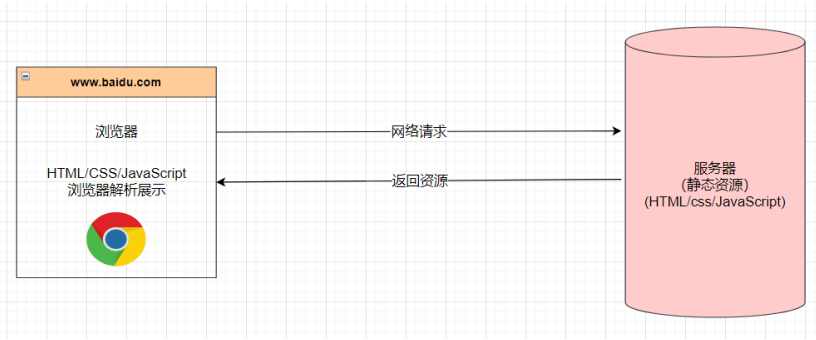 www.baidu.com
浏览器
HTML/CSS/JavaScript
浏览器解析展示
网络请求
返回资源
服务器
(静态资源)
(HTML/css/JavaScript)